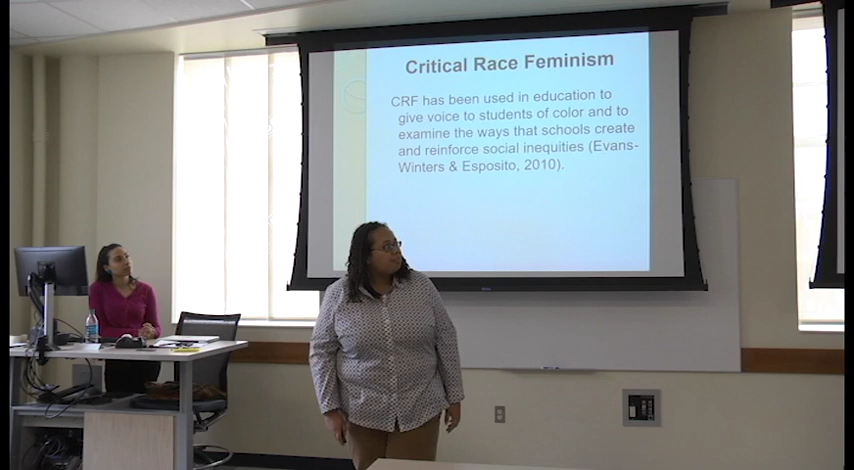 Critical Race Feminism
CRF has been used in education to
give voice to students of color and to
examine the ways that schools create
and reinforce social inequities (Evans-
Winters & Esposito, 2010).